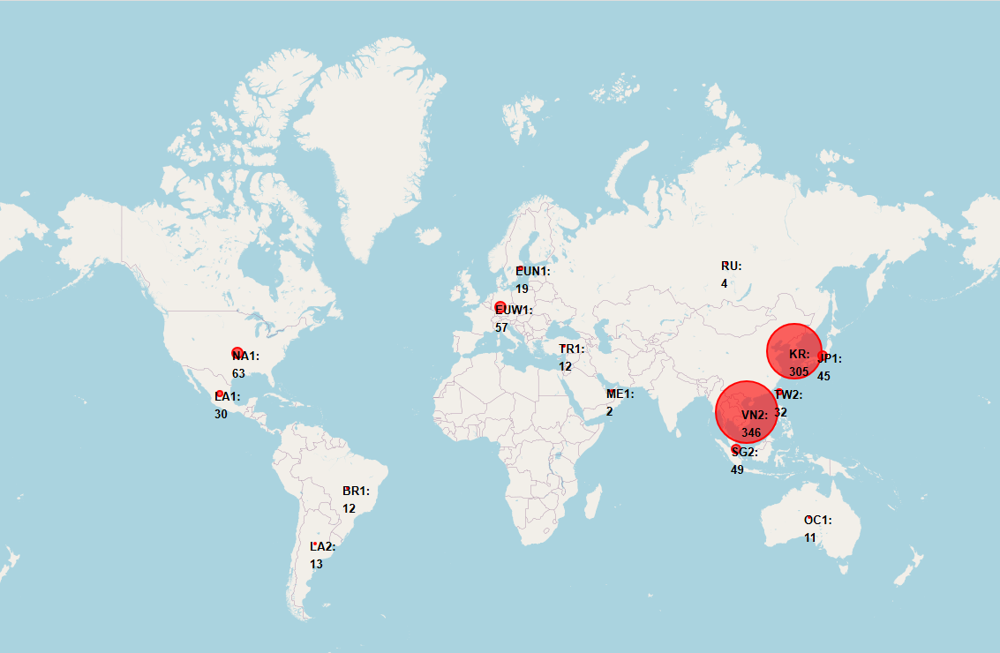 RU:
4
EUN1:
19
EUW1:
57
TR1:
12
NA1:
63
KR:
305
JP1:
45
LA1:
30
ME1:
2
TW2:
32
VN2:
346
SG2:
49
BR1:
12
OC1:
11
LA2:
13